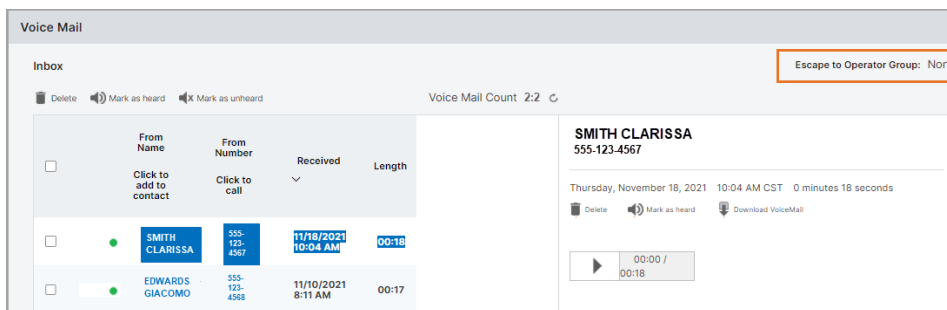 Voice Mail
Inbox
Escape to Operator Group:
Delete Mark as heard Mark as unheard
Voice Mail Count 2:2
From Name
Click to add to contact
From Number
Click to call
Received
Length
SMITH CLARISSA
555-123-4567
11/18/2021 10:04 AM
00:18
EDWARDS GIACOMO
555-123-4568
11/10/2021 8:11 AM
00:17
SMITH CLARISSA
555-123-4567
Thursday, November 18, 2021 10:04 AM CST 0 minutes 18 seconds
Delete Mark as heard Download VoiceMail
00:00 /
00:18